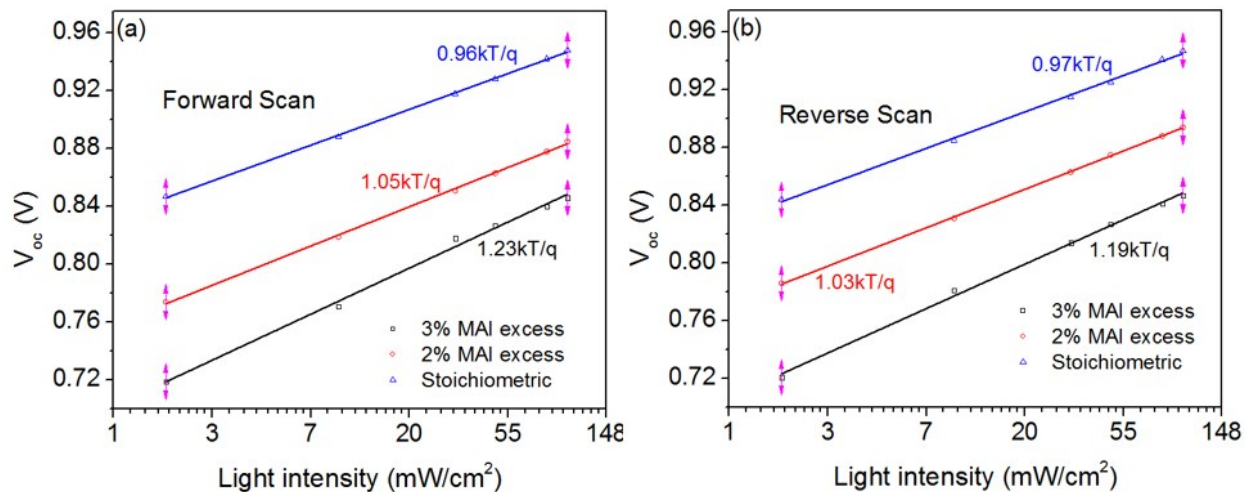 (a)
0.96
0.92
0.88
0.84
0.80
0.76
0.72
V_oc (V)
0.96kT/q
Forward Scan
1.05kT/q
1.23kT/q
3% MAI excess
2% MAI excess
Stoichiometric
1 3 7 20 55 148
Light intensity (mW/cm²)
(b)
0.96
0.92
0.88
0.84
0.80
0.76
0.72
V_oc (V)
0.97kT/q
Reverse Scan
1.03kT/q
1.19kT/q
3% MAI excess
2% MAI excess
Stoichiometric
1 3 7 20 55 148
Light intensity (mW/cm²)